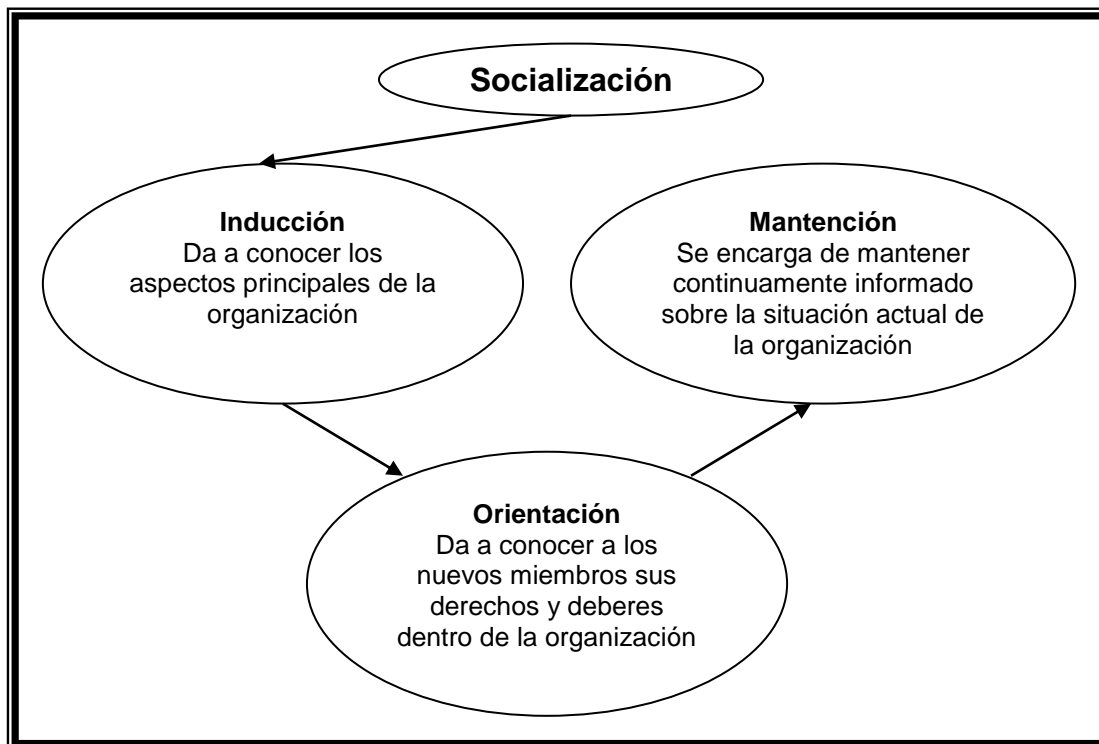 Socialización
Inducción
Da a conocer los
aspectos principales de la
organización
Mantención
Se encarga de mantener
continuamente informado
sobre la situación actual de
la organización
Orientación
Da a conocer a los
nuevos miembros sus
derechos y deberes
dentro de la organización